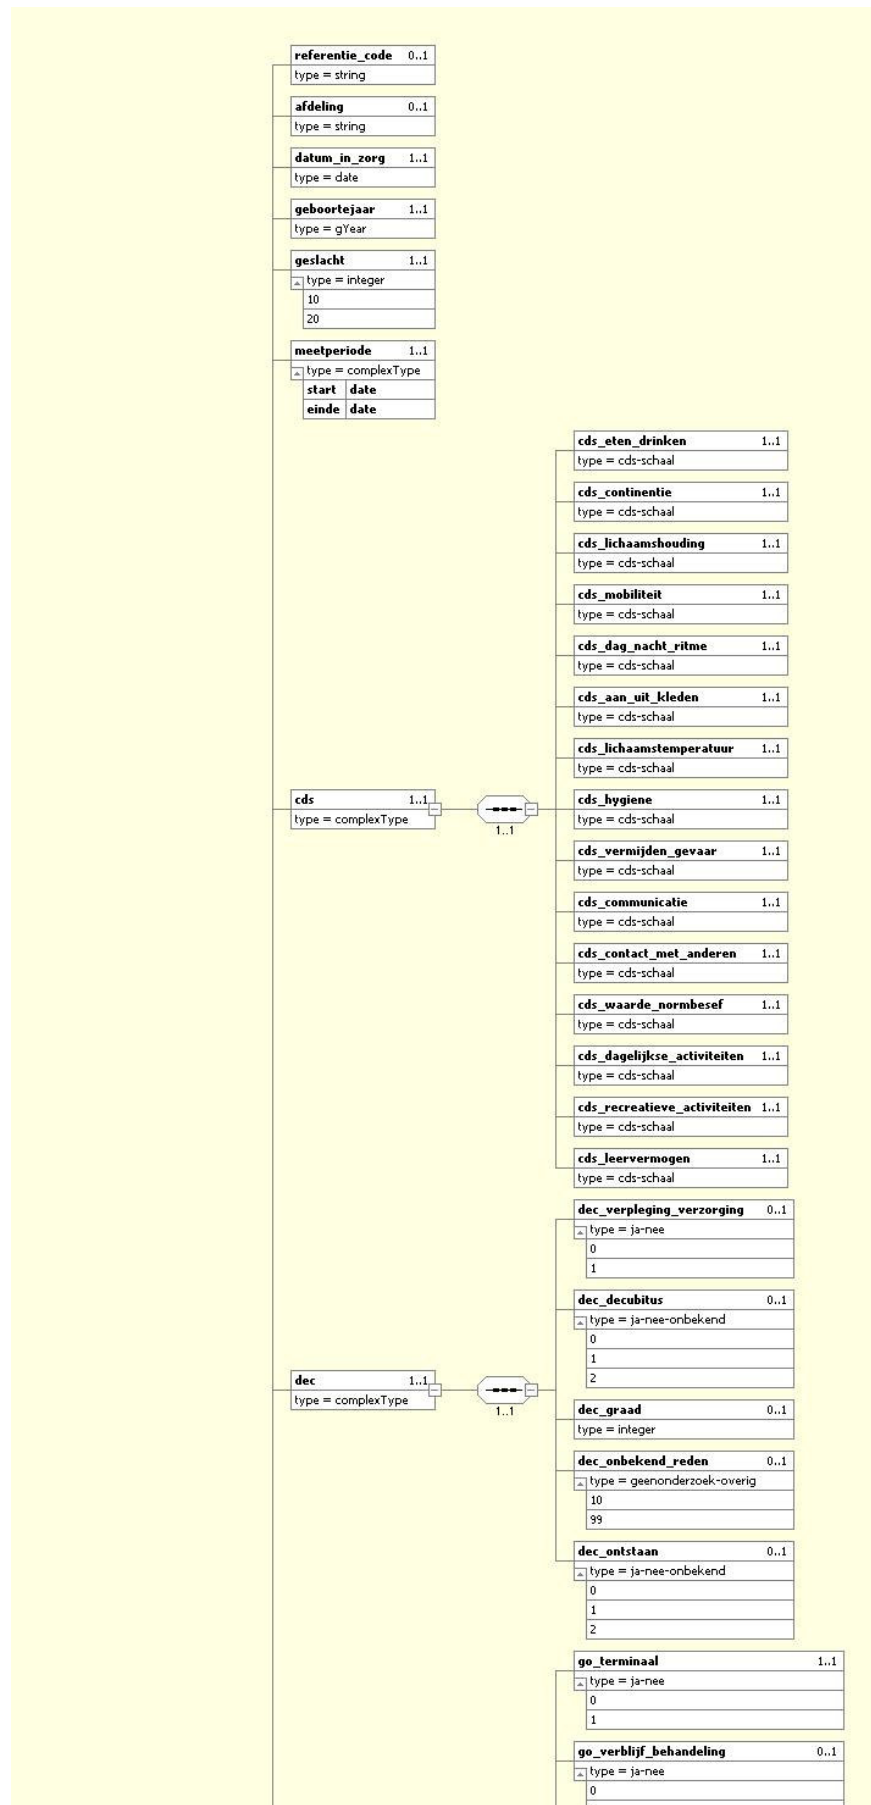 referentie_code 0..1
type = string
afdeling 0..1
type = string
datum_in_zorg 1..1
type = date
geboortejaar 1..1
type = gYear
geslacht 1..1
type = integer
10
20
meetperiode 1..1
type = complexType
start date
einde date
cds 1..1
type = complexType
1..1
cds_eten_drinken 1..1
type = cds-schaal
cds_continentie 1..1
type = cds-schaal
cds_lichaamshouding 1..1
type = cds-schaal
cds_mobiliteit 1..1
type = cds-schaal
cds_dag_nacht_ritme 1..1
type = cds-schaal
cds_aan_uit_kleden 1..1
type = cds-schaal
cds_lichaamstemperatuur 1..1
type = cds-schaal
cds_hygiene 1..1
type = cds-schaal
cds_vermijden_gevaar 1..1
type = cds-schaal
cds_communicatie 1..1
type = cds-schaal
cds_contact_met_anderen 1..1
type = cds-schaal
cds_waarde_normbesef 1..1
type = cds-schaal
cds_dagelijkse_activiteiten 1..1
type = cds-schaal
cds_recreatieve_activiteiten 1..1
type = cds-schaal
cds_leervermogen 1..1
type = cds-schaal
dec 1..1
type = complexType
1..1
dec_verpleging_verzorging 0..1
type = ja-nee
0
1
dec_decubitus 0..1
type = ja-nee-onbekend
0
1
2
dec_graad 0..1
type = integer
dec_onbekend_reden 0..1
type = geenonderzoek-overig
10
99
dec_ontstaan 0..1
type = ja-nee-onbekend
0
1
2
go_terminaal 1..1
type = ja-nee
0
1
go_verblijf_behandeling 0..1
type = ja-nee
0